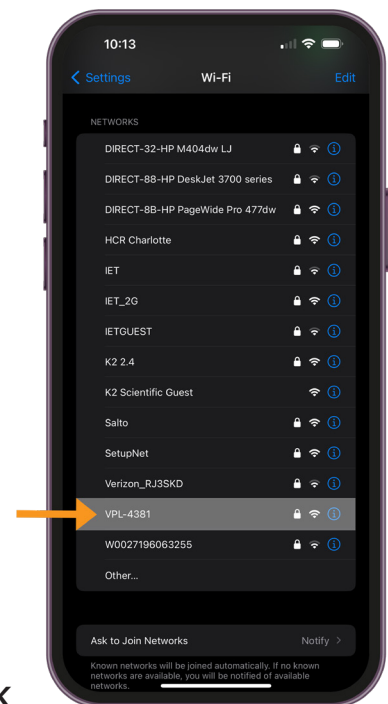 10:13
Settings
Wi-Fi
Edit
NETWORKS
DIRECT-32-HP M404dw LJ
DIRECT-88-HP DeskJet 3700 series
DIRECT-8B-HP PageWide Pro 477dw
HCR Charlotte
IET
IET_2G
IETGUEST
K2 2.4
K2 Scientific Guest
Salto
SetupNet
Verizon_RJ3SKD
VPL-4381
W0027196063255
Other...
Ask to Join Networks
Notify
Known networks will be joined automatically. If no known
networks are available, you will be notified of available
networks.
K